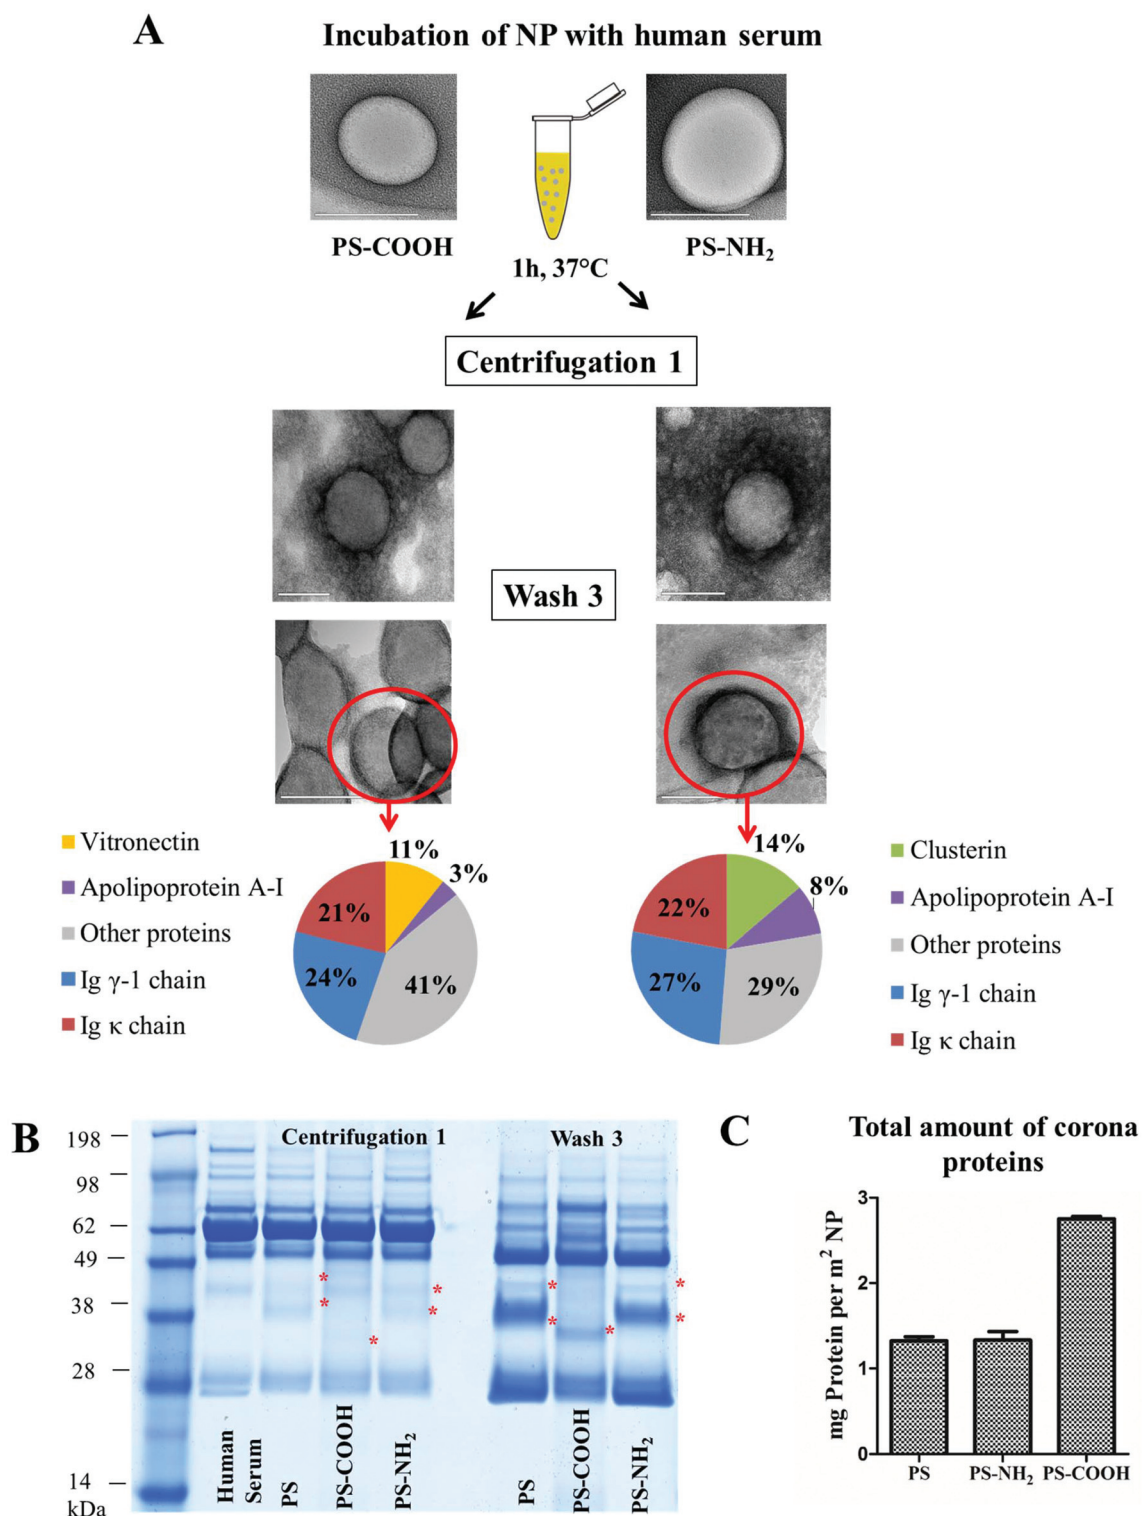 A
Incubation of NP with human serum
PS-COOH
PS-NH₂
1h, 37°C
Centrifugation 1
Wash 3
Vitronectin
Apolipoprotein A-I
Other proteins
Ig γ-1 chain
Ig κ chain
11%
3%
21%
24%
41%
14%
8%
22%
27%
29%
Clusterin
Apolipoprotein A-I
Other proteins
Ig γ-1 chain
Ig κ chain
B
Centrifugation 1
Wash 3
198
98
62
49
38
28
14
kDa
*
*
*
*
*
*
*
*
*
*
Human
Serum
PS
PS-COOH
PS-NH₂
PS
PS-COOH
PS-NH₂
C
Total amount of corona
proteins
mg Protein per m² NP
3
2
1
0
PS
PS-NH₂
PS-COOH